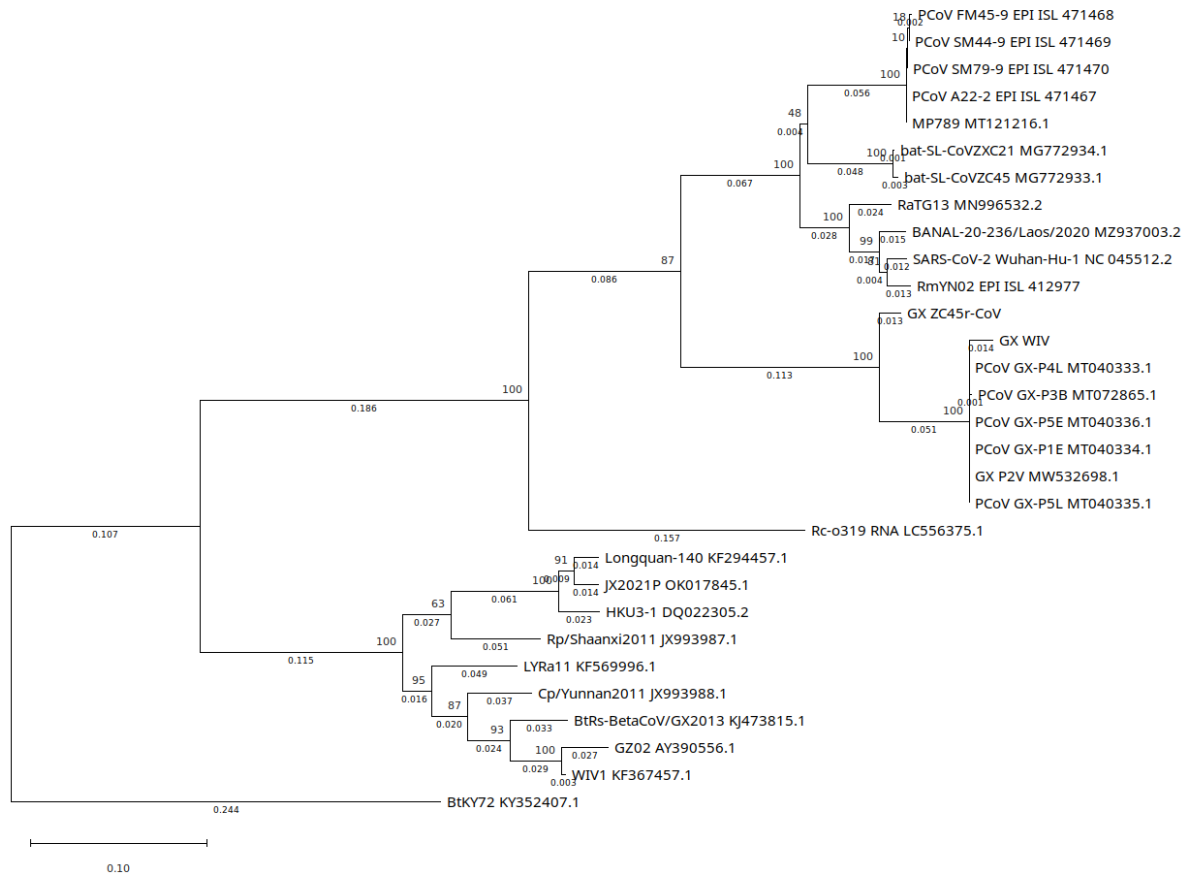 18
0.002
PCoV FM45-9 EPI ISL 471468
10
PCoV SM44-9 EPI ISL 471469
PCoV SM79-9 EPI ISL 471470
100
0.056
PCoV A22-2 EPI ISL 471467
48
0.004
MP789 MT121216.1
100
0.001
bat-SL-CoVZXC21 MG772934.1
100
0.048
0.003
bat-SL-CoVZC45 MG772933.1
0.067
RaTG13 MN996532.2
0.024
100
0.028
BANAL-20-236/Laos/2020 MZ937003.2
0.015
99
SARS-CoV-2 Wuhan-Hu-1 NC 045512.2
0.012
81
87
0.086
0.004
RmYN02 EPI ISL 412977
0.013
GX ZC45r-CoV
0.013
GX WIV
0.014
100
0.113
PCoV GX-P4L MT040333.1
PCoV GX-P3B MT072865.1
0.001
100
0.051
PCoV GX-P5E MT040336.1
100
0.186
PCoV GX-P1E MT040334.1
GX P2V MW532698.1
PCoV GX-P5L MT040335.1
0.107
Rc-o319 RNA LC556375.1
0.157
91
0.014
Longquan-140 KF294457.1
100
0.009
JX2021P OK017845.1
0.014
63
0.061
HKU3-1 DQ022305.2
0.023
0.027
Rp/Shaanxi2011 JX993987.1
0.051
100
0.115
LYRa11 KF569996.1
0.049
95
0.016
Cp/Yunnan2011 JX993988.1
0.037
87
0.020
BtRs-BetaCoV/GX2013 KJ473815.1
0.033
93
0.024
GZ02 AY390556.1
0.027
100
0.029
WIV1 KF367457.1
0.003
BtKY72 KY352407.1
0.244
0.10